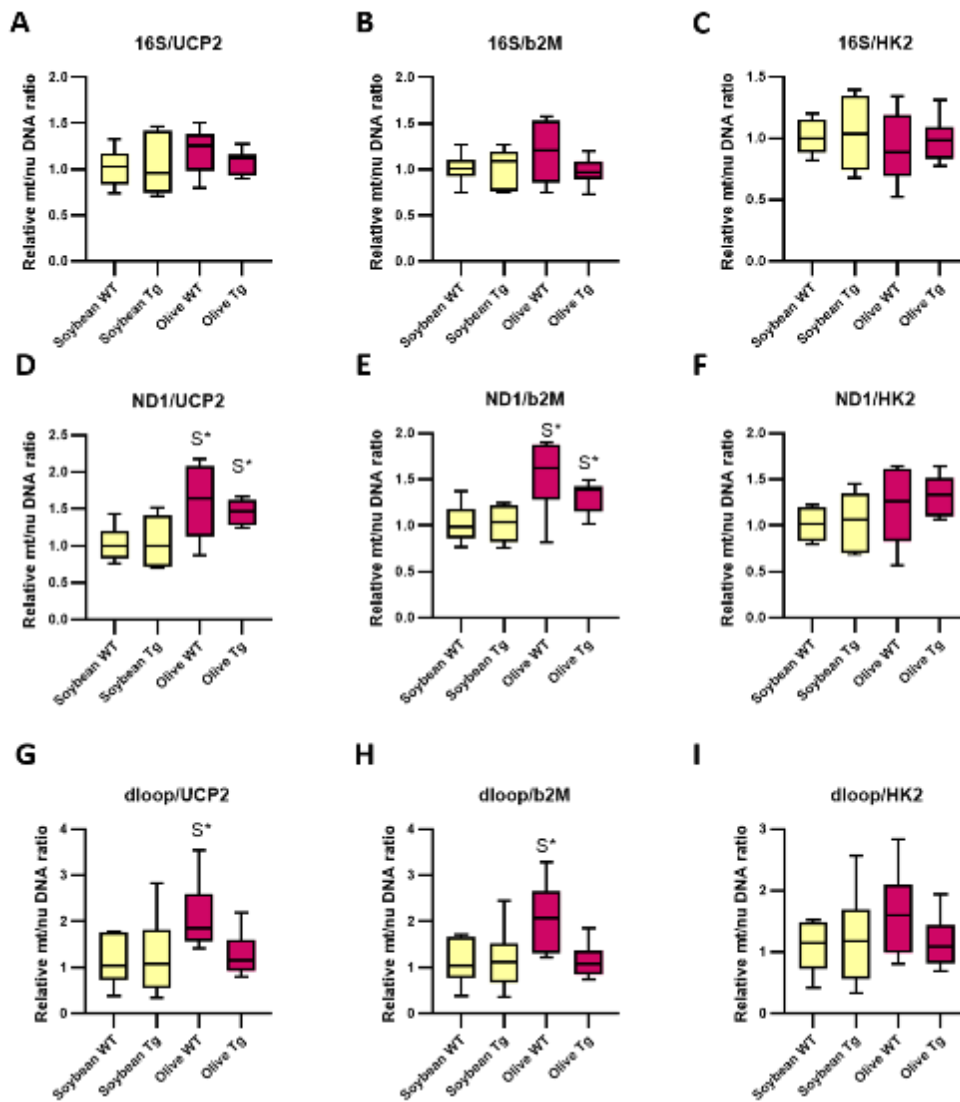 A
16S/UCP2
Relative mt/nu DNA ratio
2.0
1.5
1.0
0.5
0.0
Soybean WT
Soybean Tg
Olive WT
Olive Tg
B
16S/b2M
Relative mt/nu DNA ratio
2.0
1.5
1.0
0.5
0.0
Soybean WT
Soybean Tg
Olive WT
Olive Tg
C
16S/HK2
Relative mt/nu DNA ratio
1.5
1.0
0.5
0.0
Soybean WT
Soybean Tg
Olive WT
Olive Tg
D
ND1/UCP2
Relative mt/nu DNA ratio
2.5
2.0
1.5
1.0
0.5
0.0
S*
S*
Soybean WT
Soybean Tg
Olive WT
Olive Tg
E
ND1/b2M
Relative mt/nu DNA ratio
2.0
1.5
1.0
0.5
0.0
S*
S*
Soybean WT
Soybean Tg
Olive WT
Olive Tg
F
ND1/HK2
Relative mt/nu DNA ratio
2.0
1.5
1.0
0.5
0.0
Soybean WT
Soybean Tg
Olive WT
Olive Tg
G
dloop/UCP2
Relative mt/nu DNA ratio
4
3
2
1
0
S*
Soybean WT
Soybean Tg
Olive WT
Olive Tg
H
dloop/b2M
Relative mt/nu DNA ratio
4
3
2
1
0
S*
Soybean WT
Soybean Tg
Olive WT
Olive Tg
I
dloop/HK2
Relative mt/nu DNA ratio
3
2
1
0
Soybean WT
Soybean Tg
Olive WT
Olive Tg